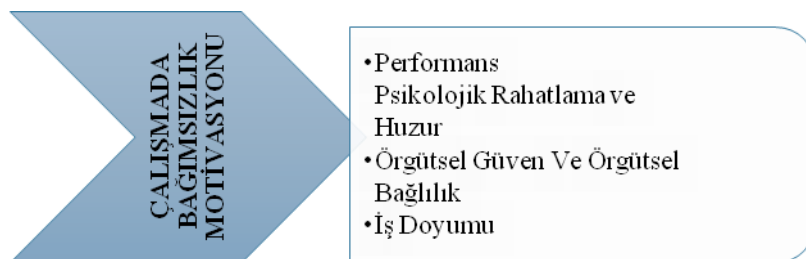 ÇALIŞMADA
BAĞIMSIZLIK
MOTİVASYONU
•Performans
Psikolojik Rahatlama ve
Huzur
•Örgütsel Güven Ve Örgütsel
Bağlılık
•İş Doyumu